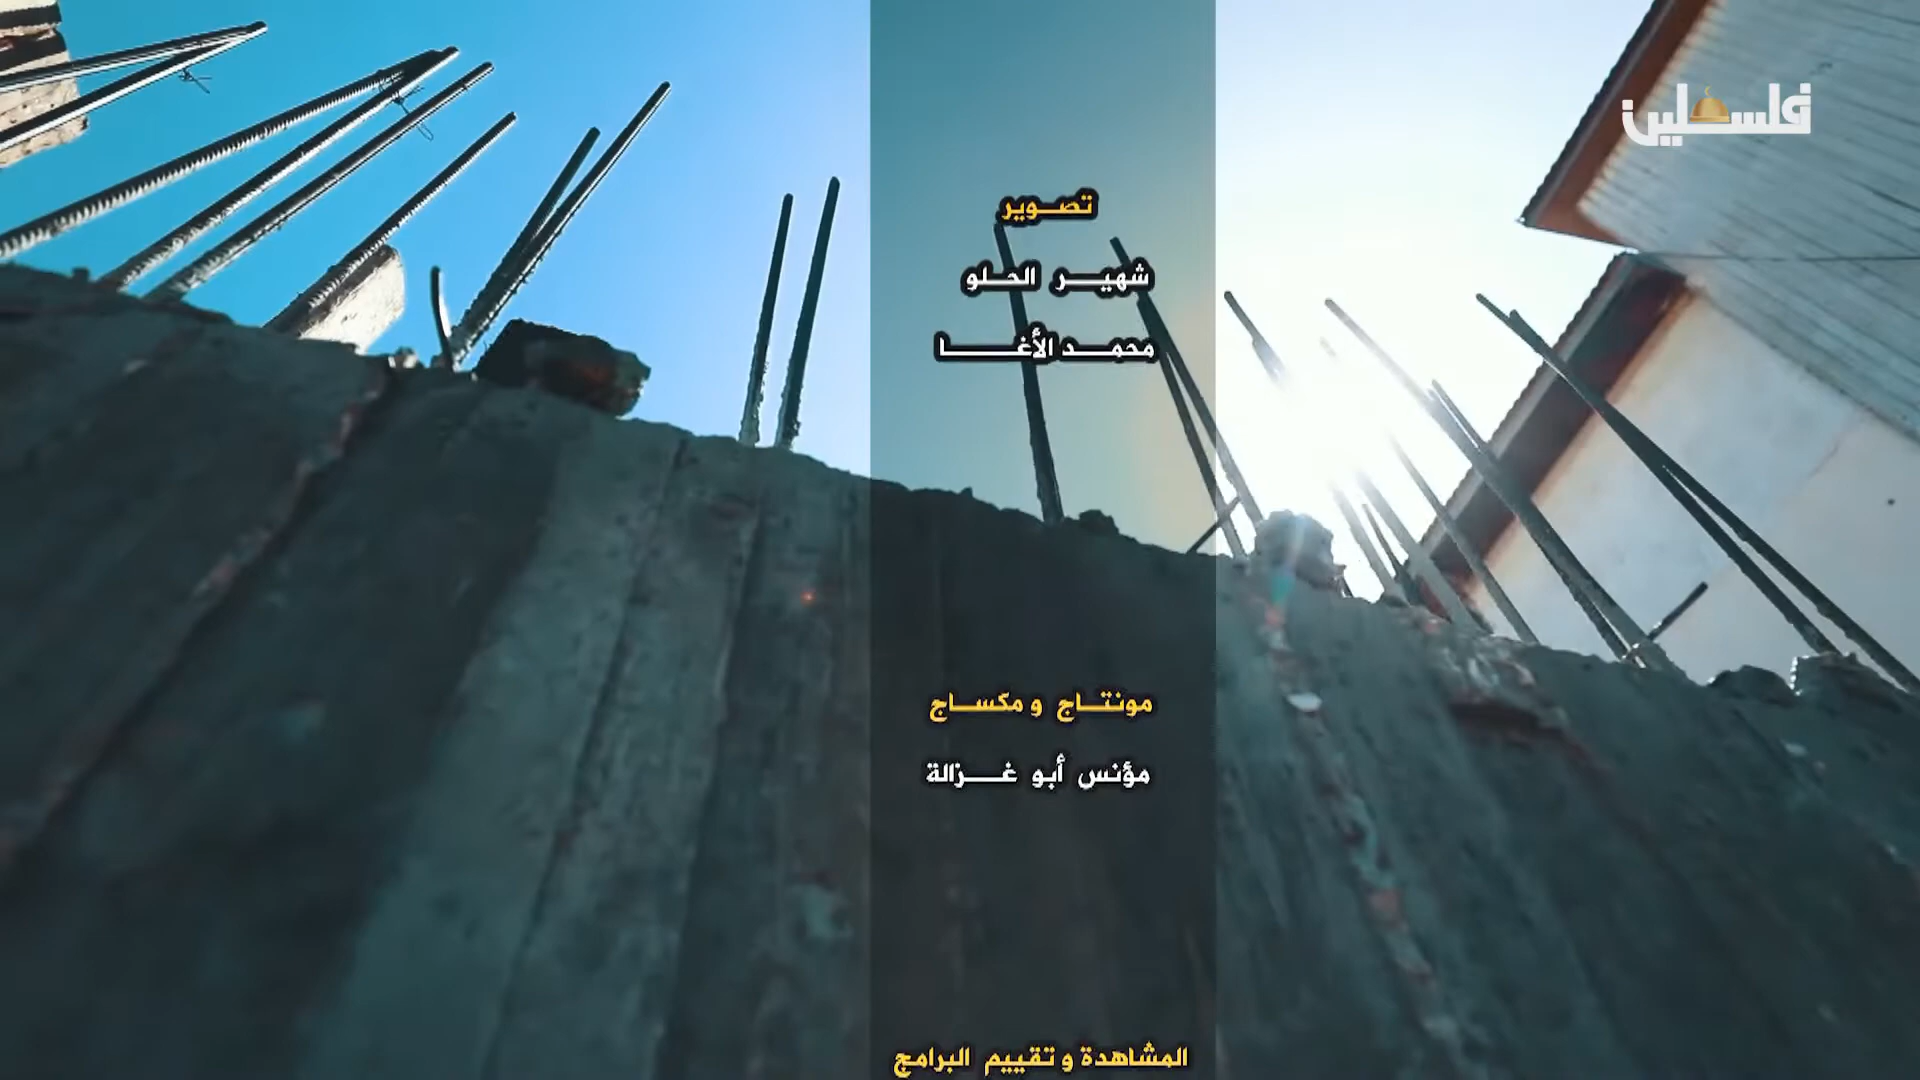 فلسطين
تصوير
شهير الحلو
محمد الأغا
مونتاج و مكساج
مؤنس أبو غزالة
المشاهدة و تقييم البرامج